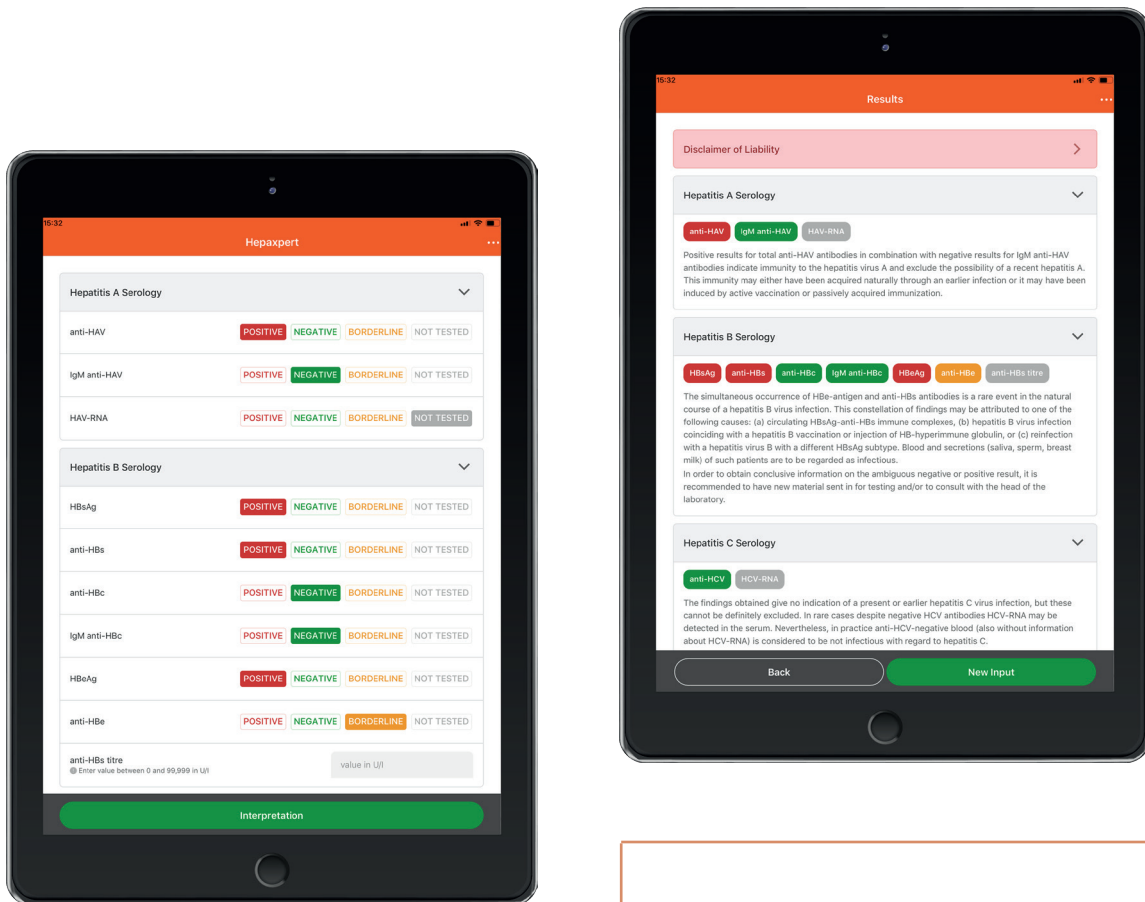 15:32
Hepaxpert
Hepatitis A Serology
anti-HAV POSITIVE NEGATIVE BORDERLINE NOT TESTED
IgM anti-HAV POSITIVE NEGATIVE BORDERLINE NOT TESTED
HAV-RNA POSITIVE NEGATIVE BORDERLINE NOT TESTED
Hepatitis B Serology
HBsAg POSITIVE NEGATIVE BORDERLINE NOT TESTED
anti-HBs POSITIVE NEGATIVE BORDERLINE NOT TESTED
anti-HBc POSITIVE NEGATIVE BORDERLINE NOT TESTED
IgM anti-HBc POSITIVE NEGATIVE BORDERLINE NOT TESTED
HBeAg POSITIVE NEGATIVE BORDERLINE NOT TESTED
anti-HBe POSITIVE NEGATIVE BORDERLINE NOT TESTED
anti-HBs titre
Enter value between 0 and 99,999 in U/l
value in U/l
Interpretation
15:32
Results
Disclaimer of Liability
Hepatitis A Serology
anti-HAV IgM anti-HAV HAV-RNA
Positive results for total anti-HAV antibodies in combination with negative results for IgM anti-HAV
antibodies indicate immunity to the hepatitis virus A and exclude the possibility of a recent hepatitis A.
This immunity may either have been acquired naturally through an earlier infection or it may have been
induced by active vaccination or passively acquired immunization.
Hepatitis B Serology
HBsAg anti-HBs anti-HBc IgM anti-HBc HBeAg anti-HBe anti-HBs titre
The simultaneous occurrence of HBe-antigen and anti-HBs antibodies is a rare event in the natural
course of a hepatitis B virus infection. This constellation of findings may be attributed to one of the
following causes: (a) circulating HBsAg-anti-HBs immune complexes, (b) hepatitis B virus infection
coinciding with a hepatitis B vaccination or injection of HB-hyperimmune globulin, or (c) reinfection
with a hepatitis virus B with a different HBsAg subtype. Blood and secretions (saliva, sperm, breast
milk) of such patients are to be regarded as infectious.
In order to obtain conclusive information on the ambiguous negative or positive result, it is
recommended to have new material sent in for testing and/or to consult with the head of the
laboratory.
Hepatitis C Serology
anti-HCV HCV-RNA
The findings obtained give no indication of a present or earlier hepatitis C virus infection, but these
cannot be definitely excluded. In rare cases despite negative HCV antibodies HCV-RNA may be
detected in the serum. Nevertheless, in practice anti-HCV-negative blood (also without information
about HCV-RNA) is considered to be not infectious with regard to hepatitis C.
Back New Input